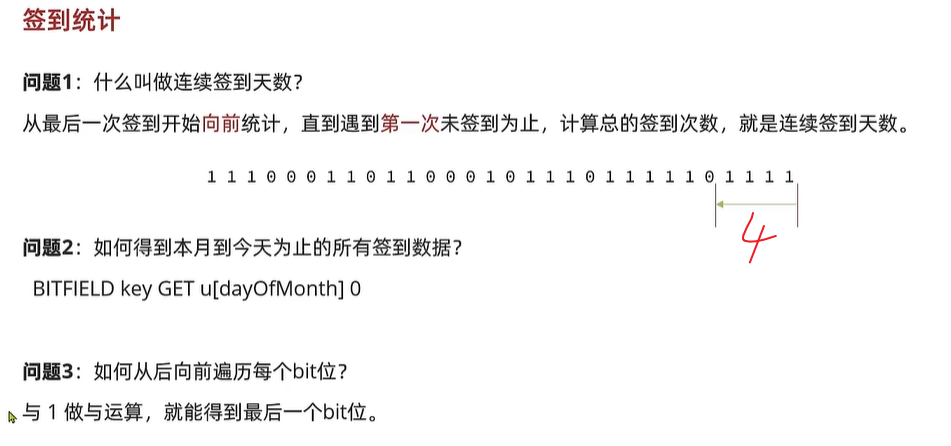 签到统计
问题1：什么叫做连续签到天数？
从最后一次签到开始向前统计，直到遇到第一次未签到为止，计算总的签到次数，就是连续签到天数。
1 1 1 0 0 0 1 1 0 1 1 0 0 0 1 0 1 1 1 0 1 1 1 1 1 0 1 1 1 1
4
问题2：如何得到本月到今天为止的所有签到数据？
BITFIELD key GET u[dayOfMonth] 0
问题3：如何从后向前遍历每个bit位？
与 1 做与运算，就能得到最后一个bit位。